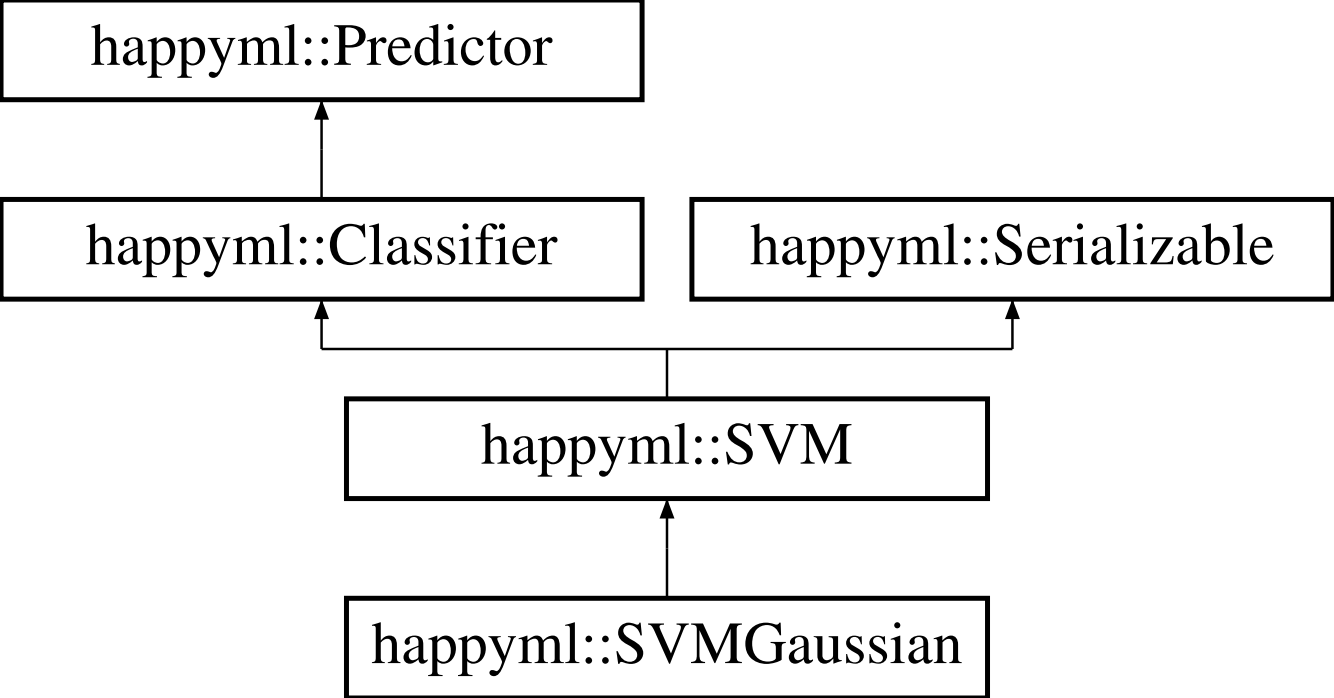 happyml::Predictor
happyml::Classifier
happyml::Serializable
happyml::SVM
happyml::SVMGaussian